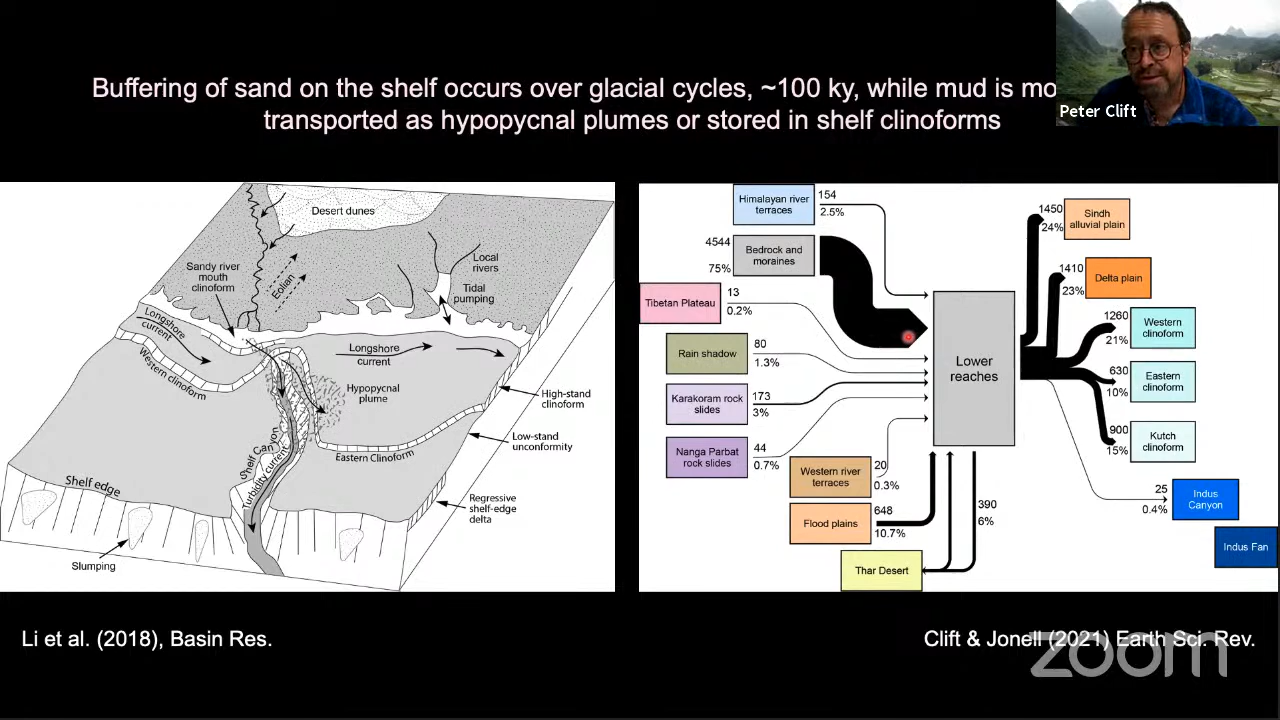 Buffering of sand on the shelf occurs over glacial cycles, ~100 ky, while mud is
transported as hypopycnal plumes or stored in shelf clinoforms
Peter Clift
Desert dunes
Sandy river
mouth
clinoform
Eolian
Local
rivers
Tidal
pumping
Longshore
current
Longshore
current
Western clinoform
Hypopycnal
plume
High-stand
clinoform
Low-stand
unconformity
Shelf Canyon
Turbidity current
Eastern Clinoform
Shelf edge
Regressive
shelf-edge
delta
Slumping
Himalayan river
terraces
154
2.5%
4544
75%
Bedrock and
moraines
Tibetan Plateau
13
0.2%
Rain shadow
80
1.3%
Karakoram rock
slides
173
3%
Nanga Parbat
rock slides
44
0.7%
Western river
terraces
20
0.3%
Flood plains
648
10.7%
Thar Desert
390
6%
Lower
reaches
1450
24%
Sindh
alluvial plain
1410
23%
Delta plain
1260
21%
Western
clinoform
630
10%
Eastern
clinoform
900
15%
Kutch
clinoform
25
0.4%
Indus
Canyon
Indus Fan
Li et al. (2018), Basin Res.
Clift & Jonell (2021) Earth Sci. Rev.
zoom